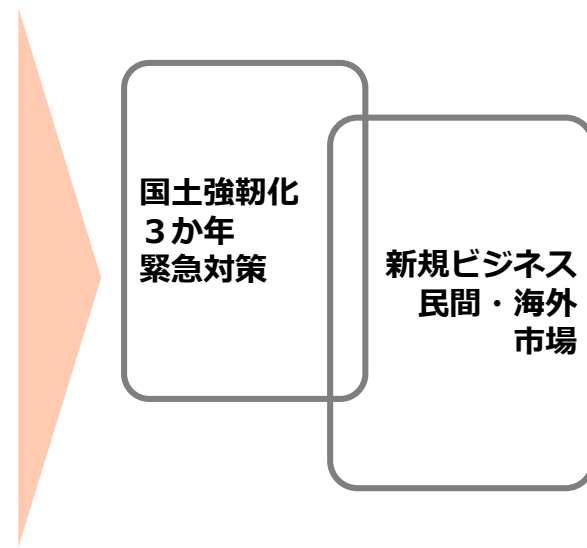 国土強靭化
３か年
緊急対策
新規ビジネス
民間・海外
市場